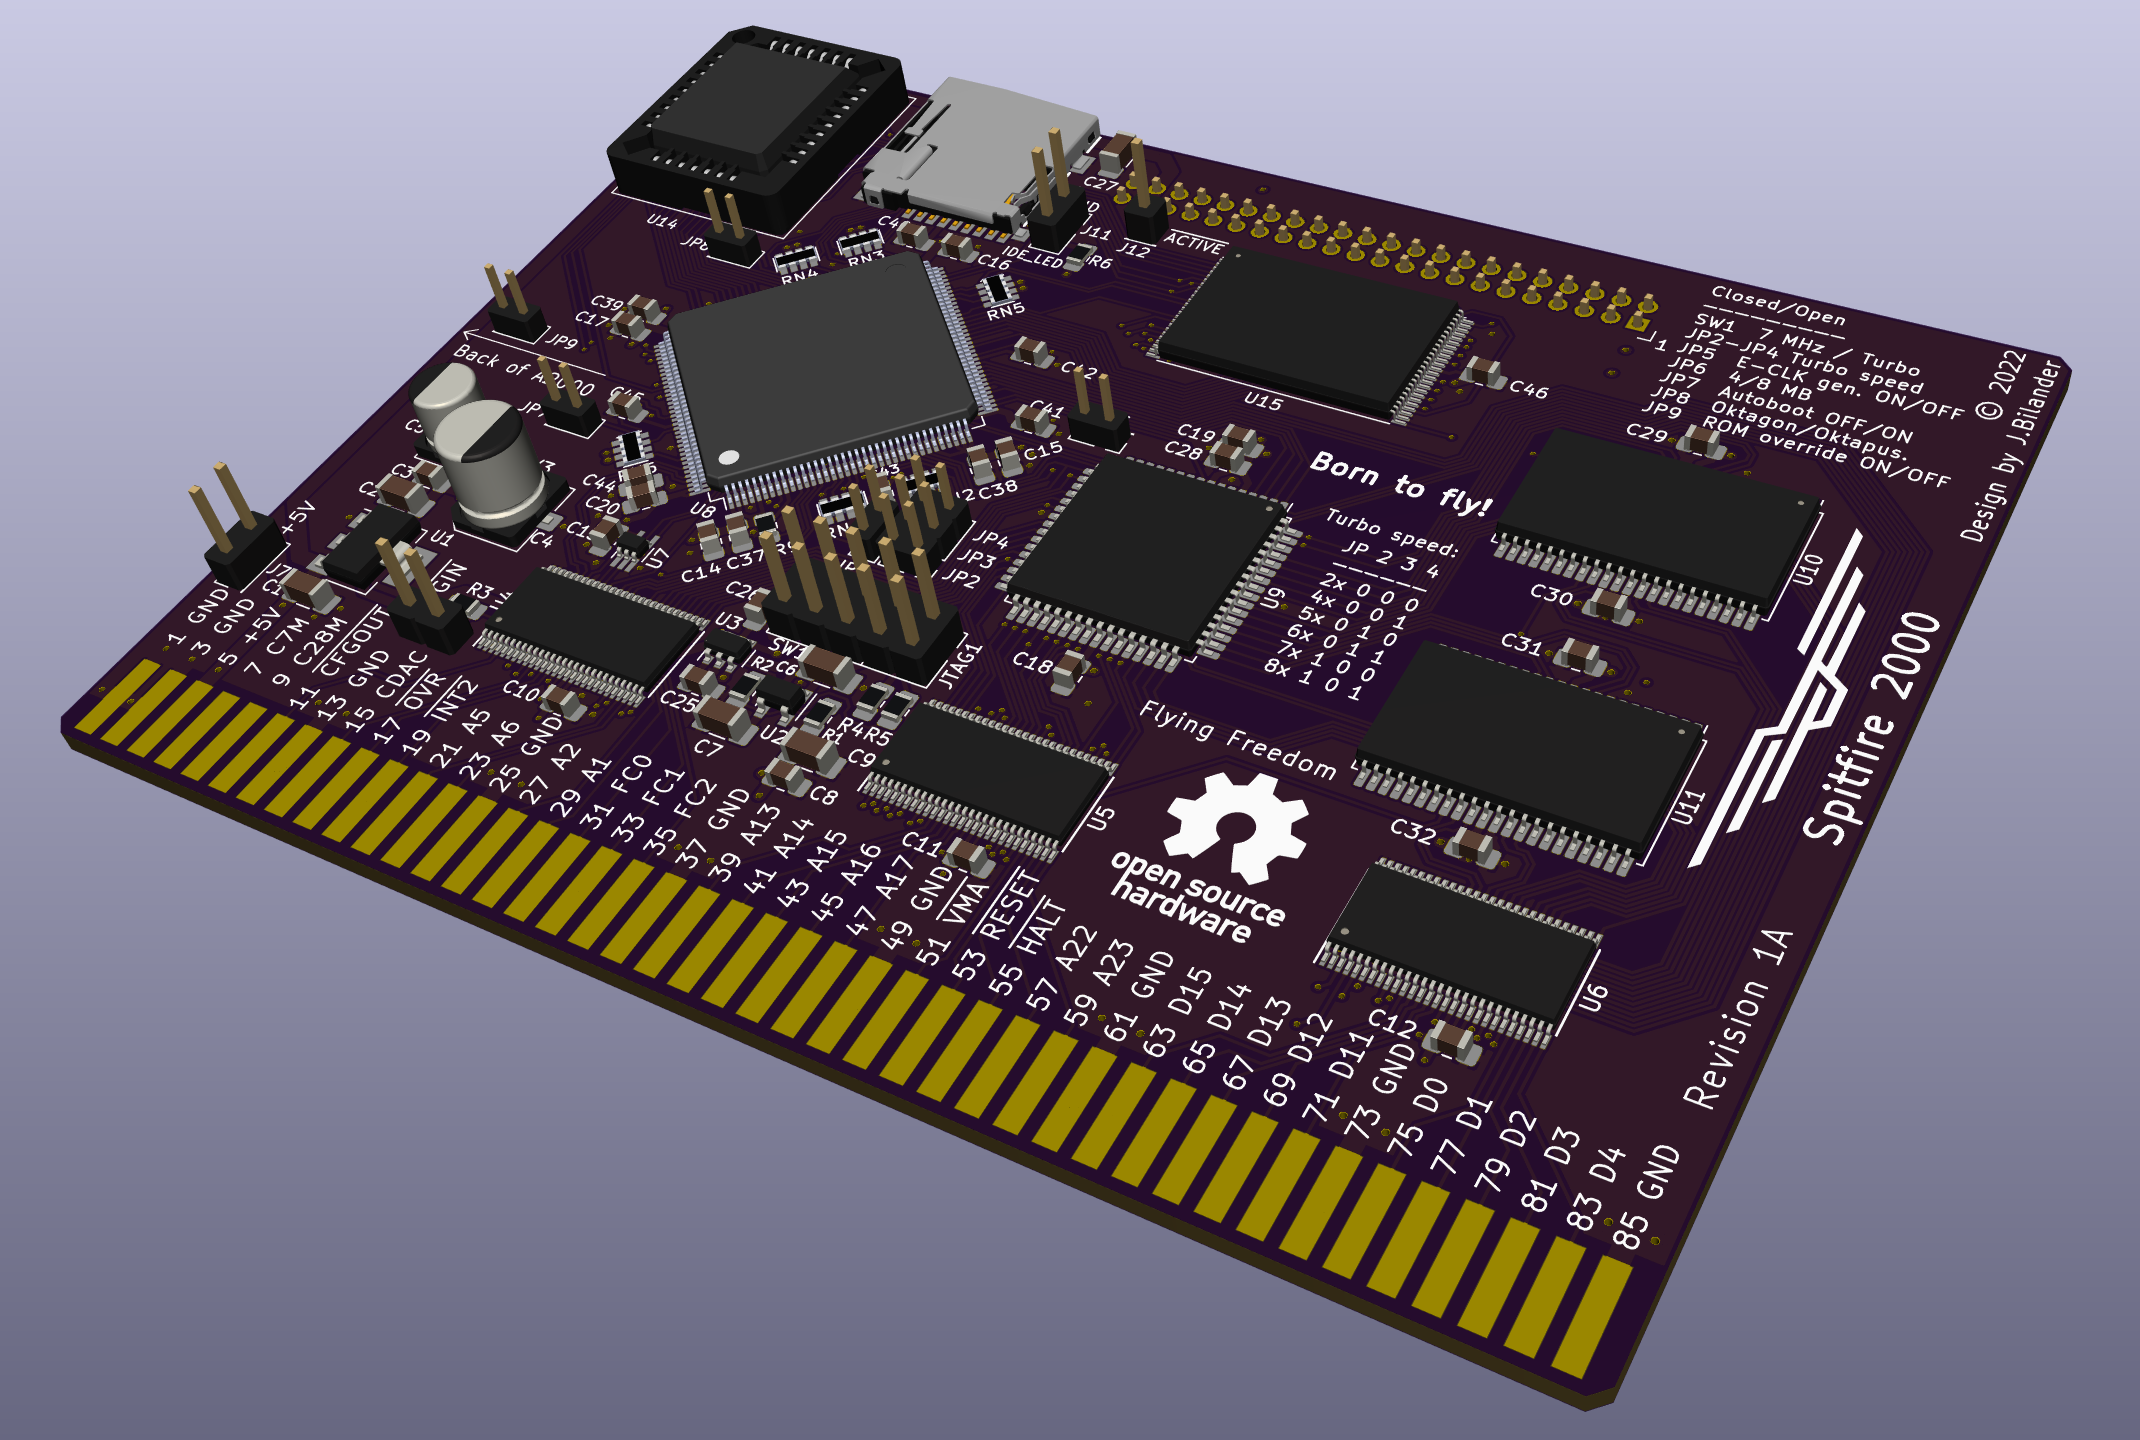 U14
JP8
RN4
RN3
C16
IDE_LED
J11
J12
R6
C27
ACTIVE
RN5
C39
C17
JP9
Back of A2000
U15
C46
J1
Closed/Open
SW1 7 MHz / Turbo
JP2-JP4 Turbo speed
JP5 E-CLK gen. ON/OFF
JP6 4/8 MB
JP7 Autoboot OFF/ON
JP8 Oktagon/Oktapus.
JP9 ROM override ON/OFF
© 2022
Design by J.Bilander
C42
C41
C15
C38
C19
C28
C29
Born to fly!
Turbo speed:
JP 2 3 4
2x 0 0 0
4x 0 0 1
5x 0 1 0
6x 0 1 1
7x 1 0 0
8x 1 0 1
U8
C44
C20
C14
C37
JP4
JP3
JP2
U9
U10
C30
C31
C18
+5V
U1
C4
U7
R3
C26
U3
SW1
R2
C6
JTAG1
C10
C25
C7
U2
R1
R4
R5
C9
C8
U5
C11
Flying Freedom
open source
hardware
C32
U11
U6
C12
Spitfire 2000
Revision 1A
1 GND
3 GND
5 +5V
7 C7M
9 C28M
11 CFGOUT
13 GND
15 CDAC
17 OVR
19 INT2
21 A5
23 A6
25 GND
27 A2
29 A1
31 FC0
33 FC1
35 FC2
37 GND
39 A13
41 A14
43 A15
45 A16
47 A17
49 GND
51 VMA
53 RESET
55 HALT
57 A22
59 A23
61 GND
63 D15
65 D14
67 D13
69 D12
71 D11
73 GND
75 D0
77 D1
79 D2
81 D3
83 D4
85 GND